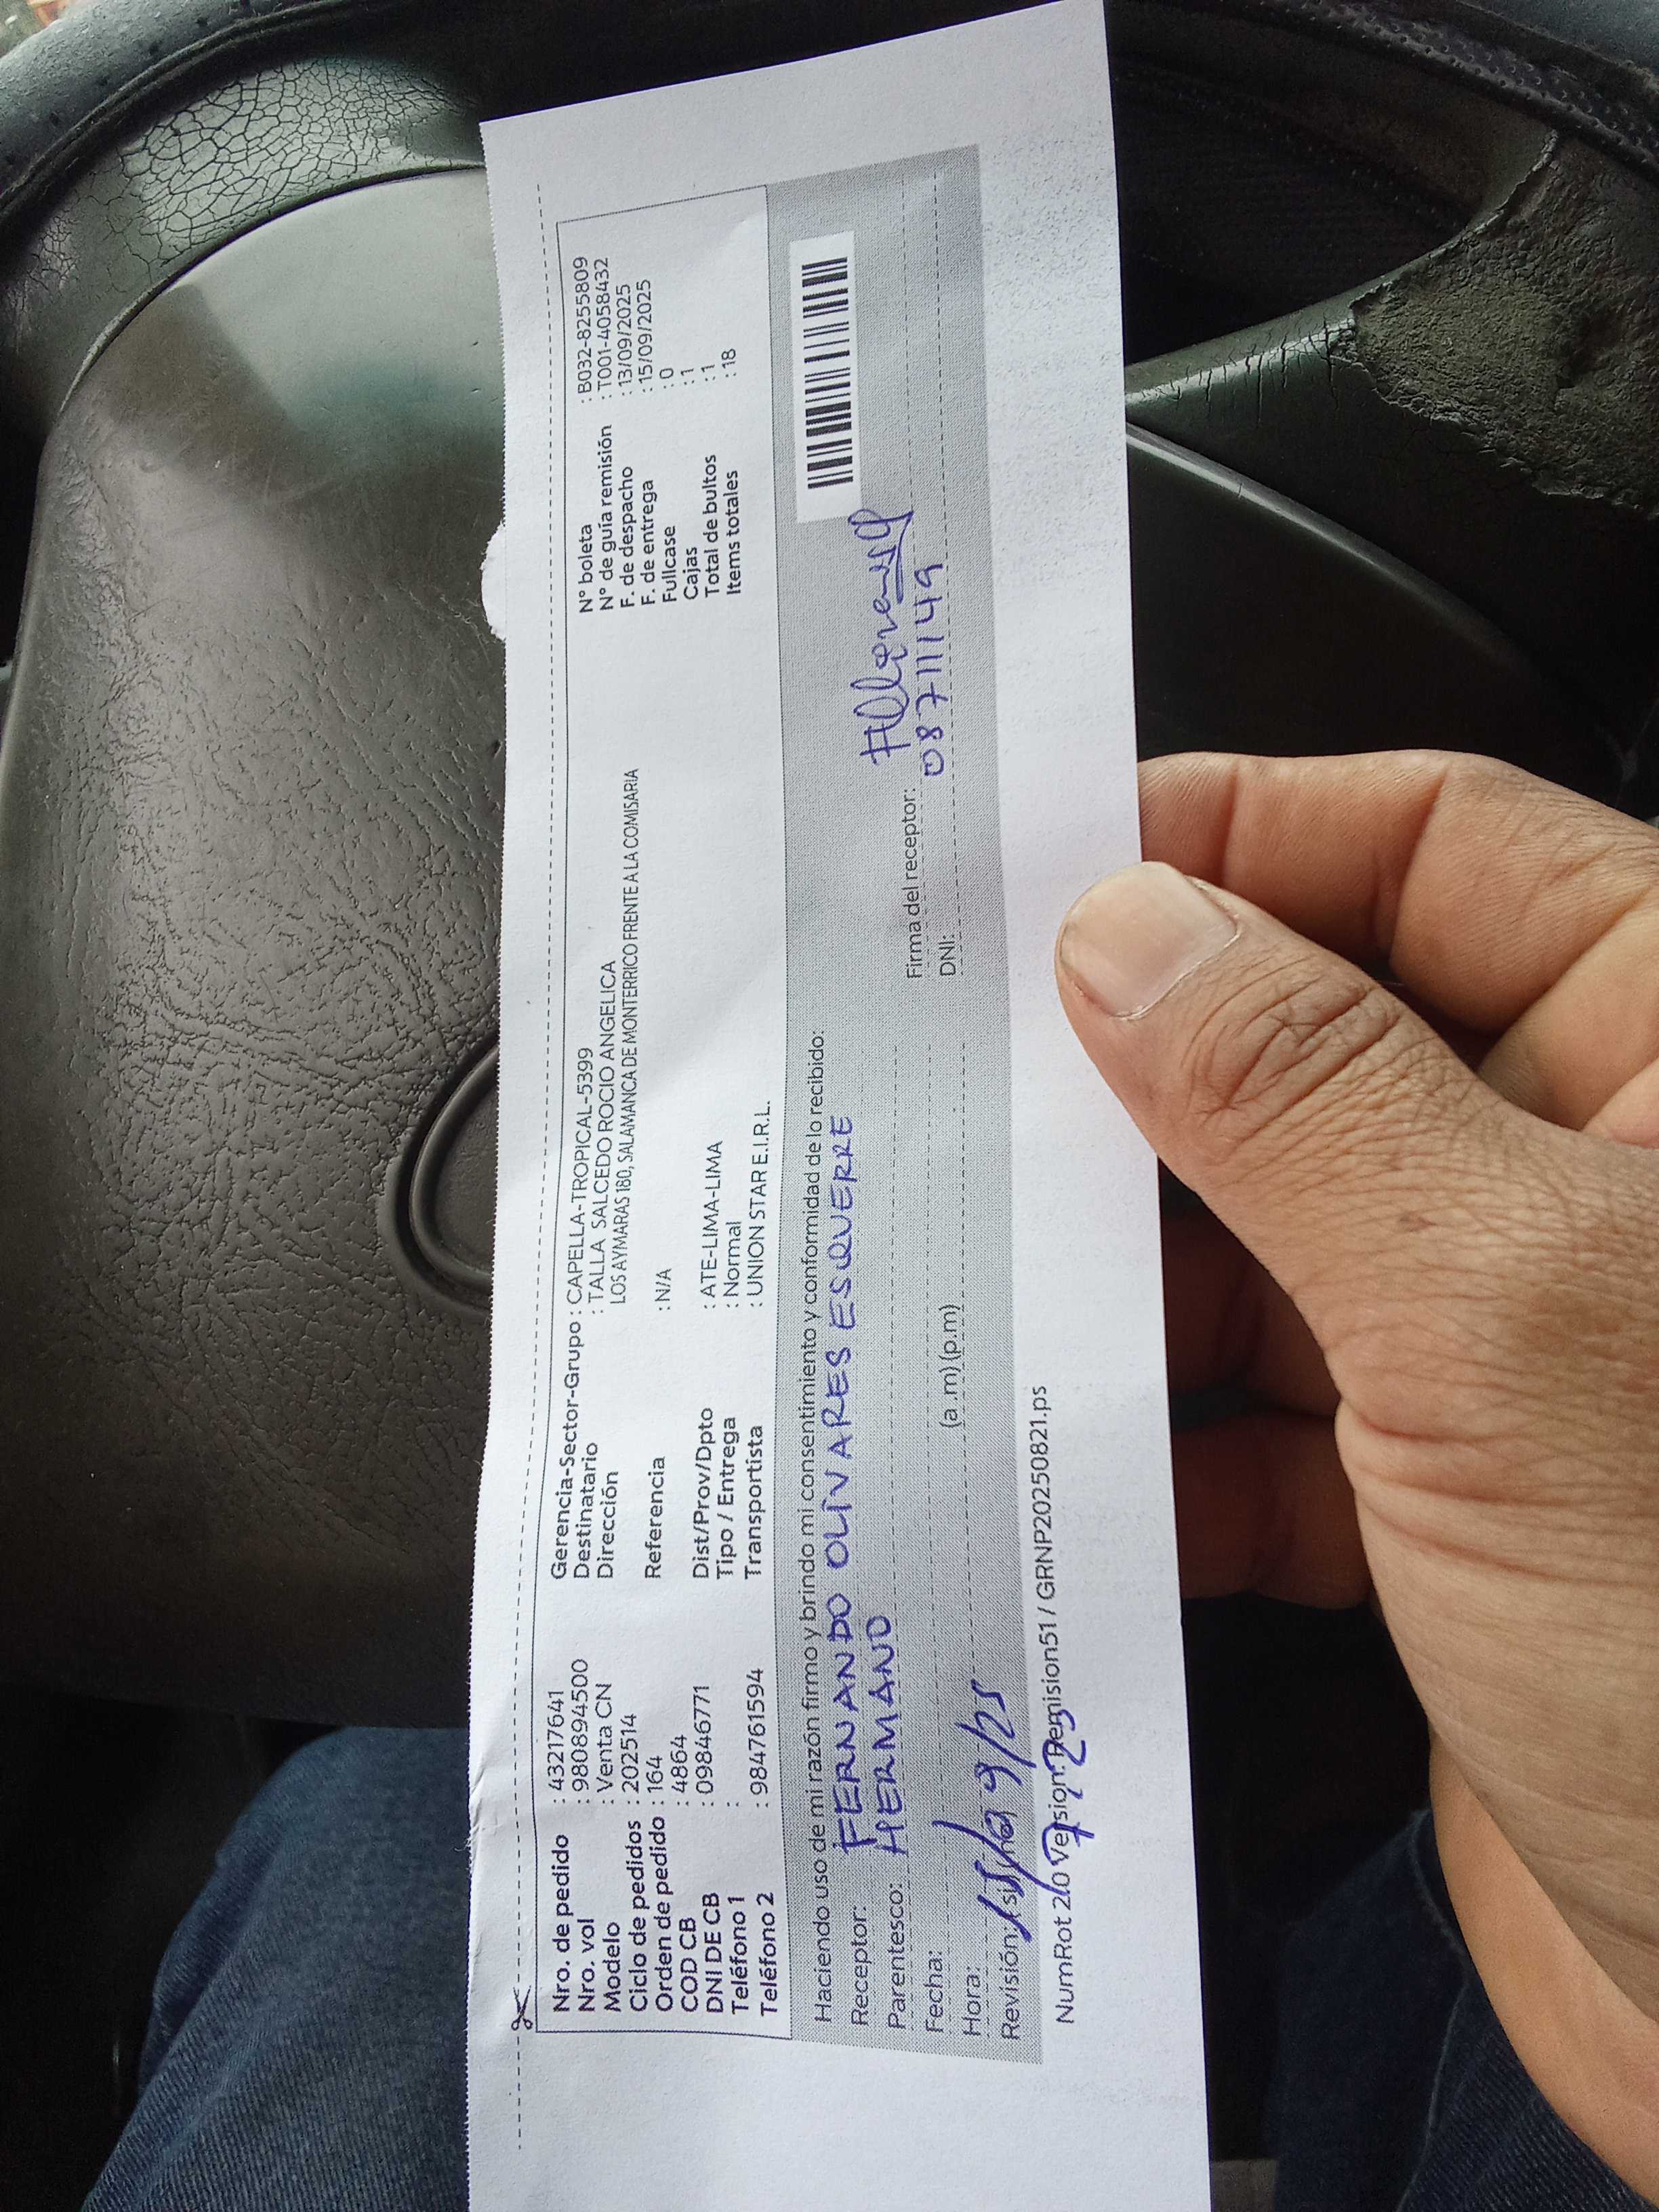 Nro. de pedido : 43217641
Nro. vol : 9808945​00
Modelo : Venta CN
Ciclo de pedidos : 202514
Orden de pedido : 164
COD CB : 4864
DNI DE CB : 09846771
Teléfono 1 :
Teléfono 2 : 984761594
Gerencia-Sector-Grupo : CAPELLA-TROPICAL-5399
Destinatario : TALLA SALCEDO ROCIO ANGELICA
Dirección LOS AYMARAS 180, SALAMANCA DE MONTERRICO FRENTE A LA COMISARIA
Referencia : N/A
Dist/Prov/Dpto : ATE-LIMA-LIMA
Tipo / Entrega : Normal
Transportista : UNION STAR E.I.R.L.
N° boleta : B032-8255809
N° de guía remisión : T001-4058432
F. de despacho : 13/09/2025
F. de entrega : 15/09/2025
Fullcase : 0
Cajas : 1
Total de bultos : 1
Items totales : 18
Haciendo uso de mi razón firmo y brindo mi consentimiento y conformidad de lo recibido:
Receptor: FERNANDO OLIVARES ESQUERRE
Parentesco: HERMANO
Fecha: 15/09/25
Hora: (a.m) (p.m)
Revisión:
Firma del receptor:
DNI: 08711149
NumRot 2.0 Version: Remision51 / GRNP20250821.ps